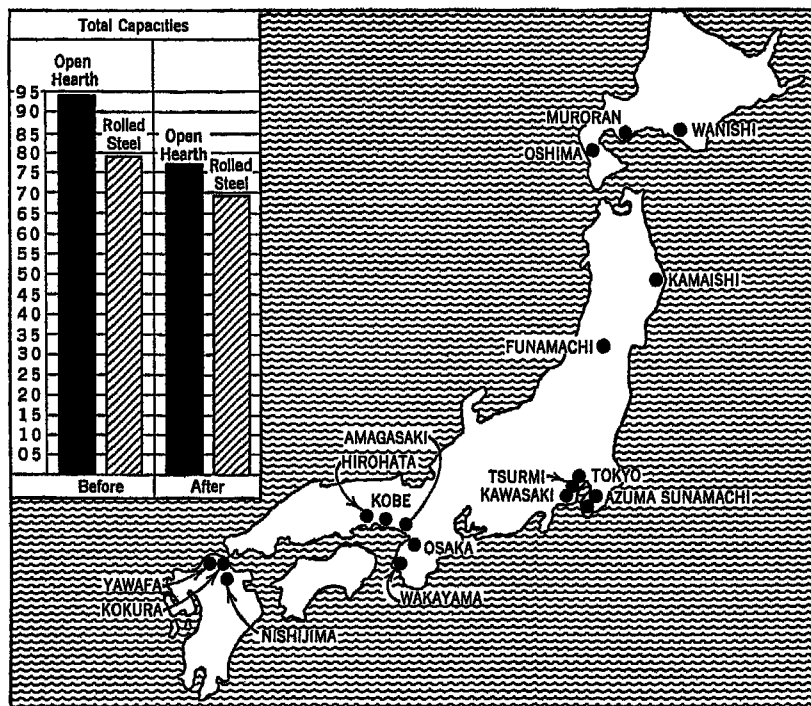 Total Capacities
Open
Hearth
Rolled
Steel
Open
Hearth
Rolled
Steel
95
90
85
80
75
70
65
60
55
50
45
40
35
30
25
20
15
10
05
Before
After
MURORAN
WANISHI
OSHIMA
KAMAISHI
FUNAMACHI
AMAGASAKI
HIROHATA
KOBE
TSURMI
TOKYO
KAWASAKI
AZUMA SUNAMACHI
OSAKA
YAWAFA
WAKAYAMA
KOKURA
NISHIJIMA